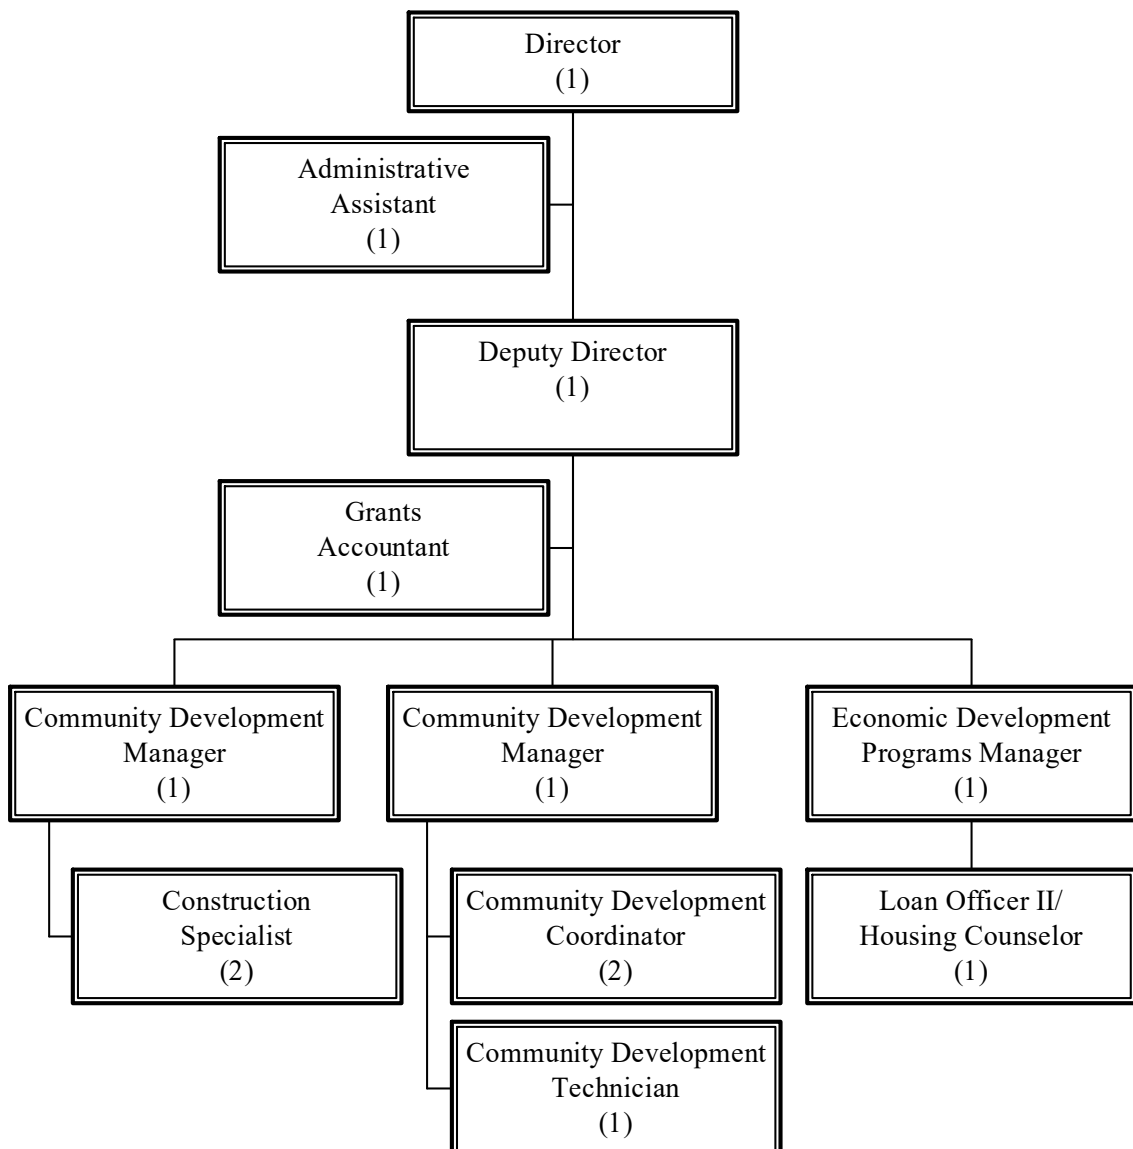 Director
(1)
Administrative
Assistant
(1)
Deputy Director
(1)
Grants
Accountant
(1)
Community Development
Manager
(1)
Community Development
Manager
(1)
Economic Development
Programs Manager
(1)
Construction
Specialist
(2)
Community Development
Coordinator
(2)
Loan Officer II/
Housing Counselor
(1)
Community Development
Technician
(1)